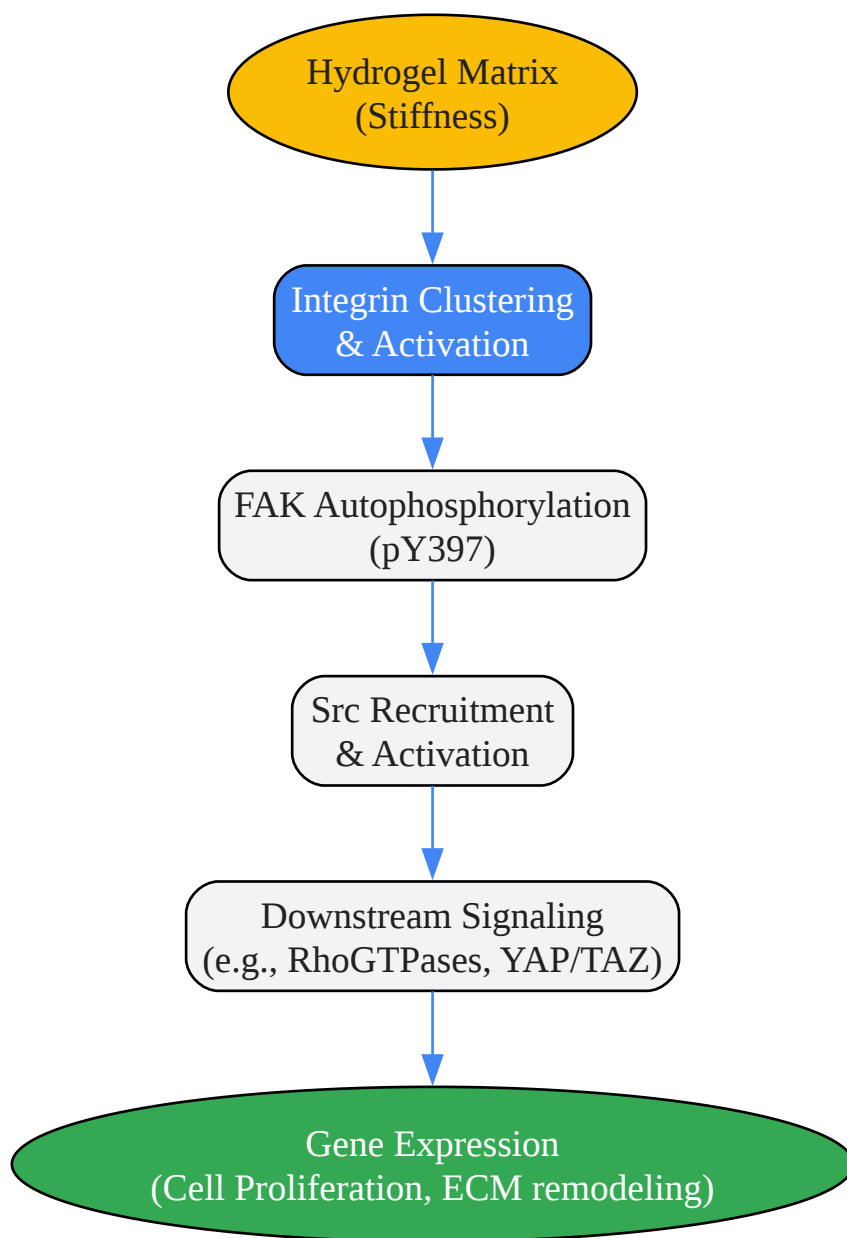 Hydrogel Matrix
(Stiffness)
Integrin Clustering
& Activation
FAK Autophosphorylation
(pY397)
Src Recruitment
& Activation
Downstream Signaling
(e.g., RhoGTPases, YAP/TAZ)
Gene Expression
(Cell Proliferation, ECM remodeling)